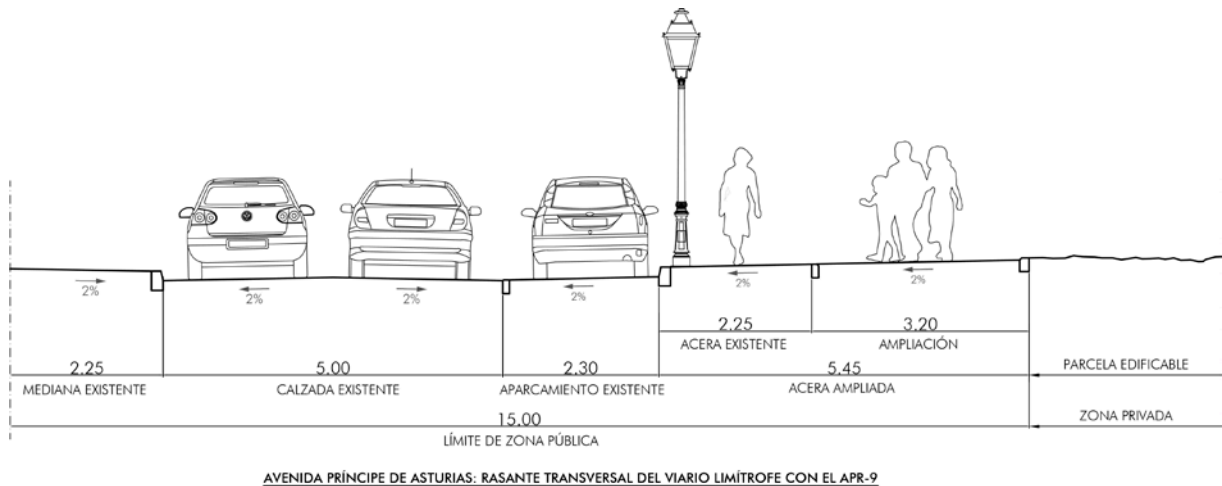 2%
2%
2%
2%
2%
2%
2.25
3.20
ACERA EXISTENTE
AMPLIACIÓN
2.25
5.00
2.30
5.45
PARCELA EDIFICABLE
MEDIANA EXISTENTE
CALZADA EXISTENTE
APARCAMIENTO EXISTENTE
ACERA AMPLIADA
15.00
ZONA PRIVADA
LÍMITE DE ZONA PÚBLICA
AVENIDA PRÍNCIPE DE ASTURIAS: RASANTE TRANSVERSAL DEL VIARIO LIMÍTROFE CON EL APR-9